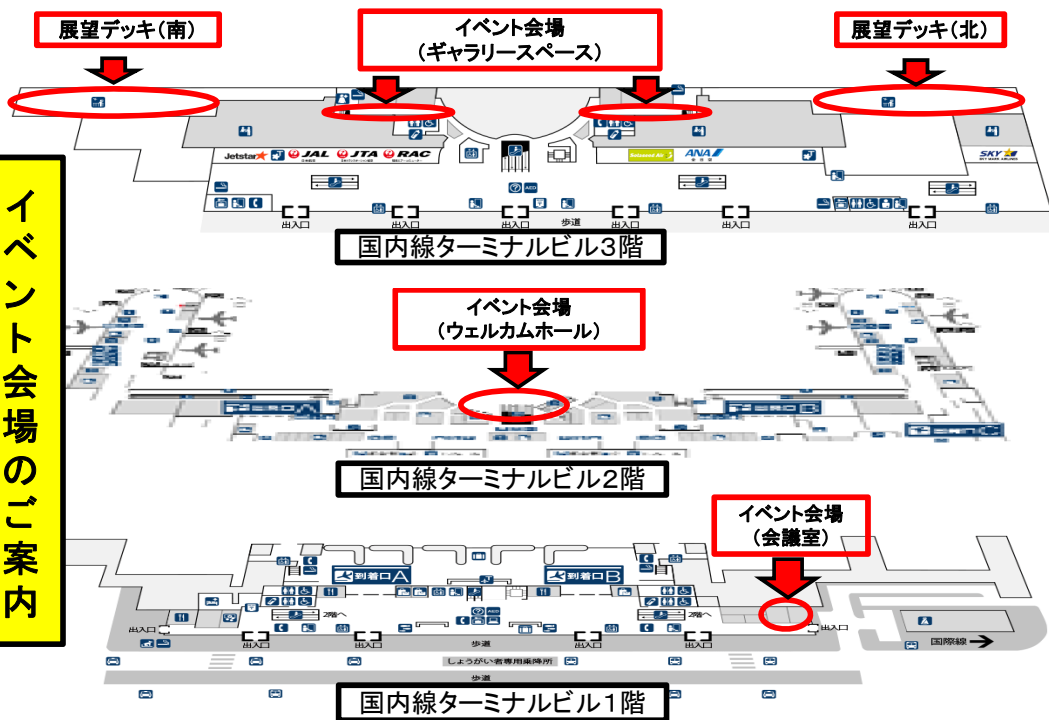 イベント会場のご案内
展望デッキ(南)
イベント会場
(ギャラリースペース)
展望デッキ(北)
Jetstar JAL JTA RAC
Solaseed Air ANA
SKY
SKY MARK AIRLINES
AED
出入口 出入口 出入口 歩道 出入口 出入口
国内線ターミナルビル3階
イベント会場
(ウェルカムホール)
国内線ターミナルビル2階
イベント会場
(会議室)
到着口A 到着口B
AED
2階へ 2階へ
出入口 出入口
出入口 出入口 歩道 出入口 出入口
国際線
しょうがい者専用乗降所
歩道
国内線ターミナルビル1階